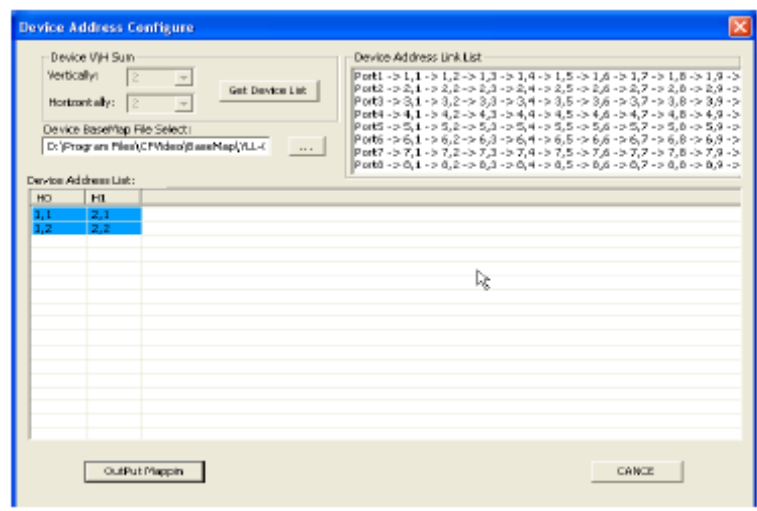 Device Address Configure
Device V/H Sum
Vertically: 2
Horizontally: 2
Get Device List
Device BaseMap File Select:
D:\Program Files\CFVideo\BaseMap\YLL-C
...
Device Address Link List
Port1 -> 1,1 -> 1,2 -> 1,3 -> 1,4 -> 1,5 -> 1,6 -> 1,7 -> 1,8 -> 1,9 ->
Port2 -> 2,1 -> 2,2 -> 2,3 -> 2,4 -> 2,5 -> 2,6 -> 2,7 -> 2,8 -> 2,9 ->
Port3 -> 3,1 -> 3,2 -> 3,3 -> 3,4 -> 3,5 -> 3,6 -> 3,7 -> 3,8 -> 3,9 ->
Port4 -> 4,1 -> 4,2 -> 4,3 -> 4,4 -> 4,5 -> 4,6 -> 4,7 -> 4,8 -> 4,9 ->
Port5 -> 5,1 -> 5,2 -> 5,3 -> 5,4 -> 5,5 -> 5,6 -> 5,7 -> 5,8 -> 5,9 ->
Port6 -> 6,1 -> 6,2 -> 6,3 -> 6,4 -> 6,5 -> 6,6 -> 6,7 -> 6,8 -> 6,9 ->
Port7 -> 7,1 -> 7,2 -> 7,3 -> 7,4 -> 7,5 -> 7,6 -> 7,7 -> 7,8 -> 7,9 ->
Port8 -> 8,1 -> 8,2 -> 8,3 -> 8,4 -> 8,5 -> 8,6 -> 8,7 -> 8,8 -> 8,9 ->
Device Address List:
H0 H1
1,1 2,1
1,2 2,2
OutPut Mappin
CANCE